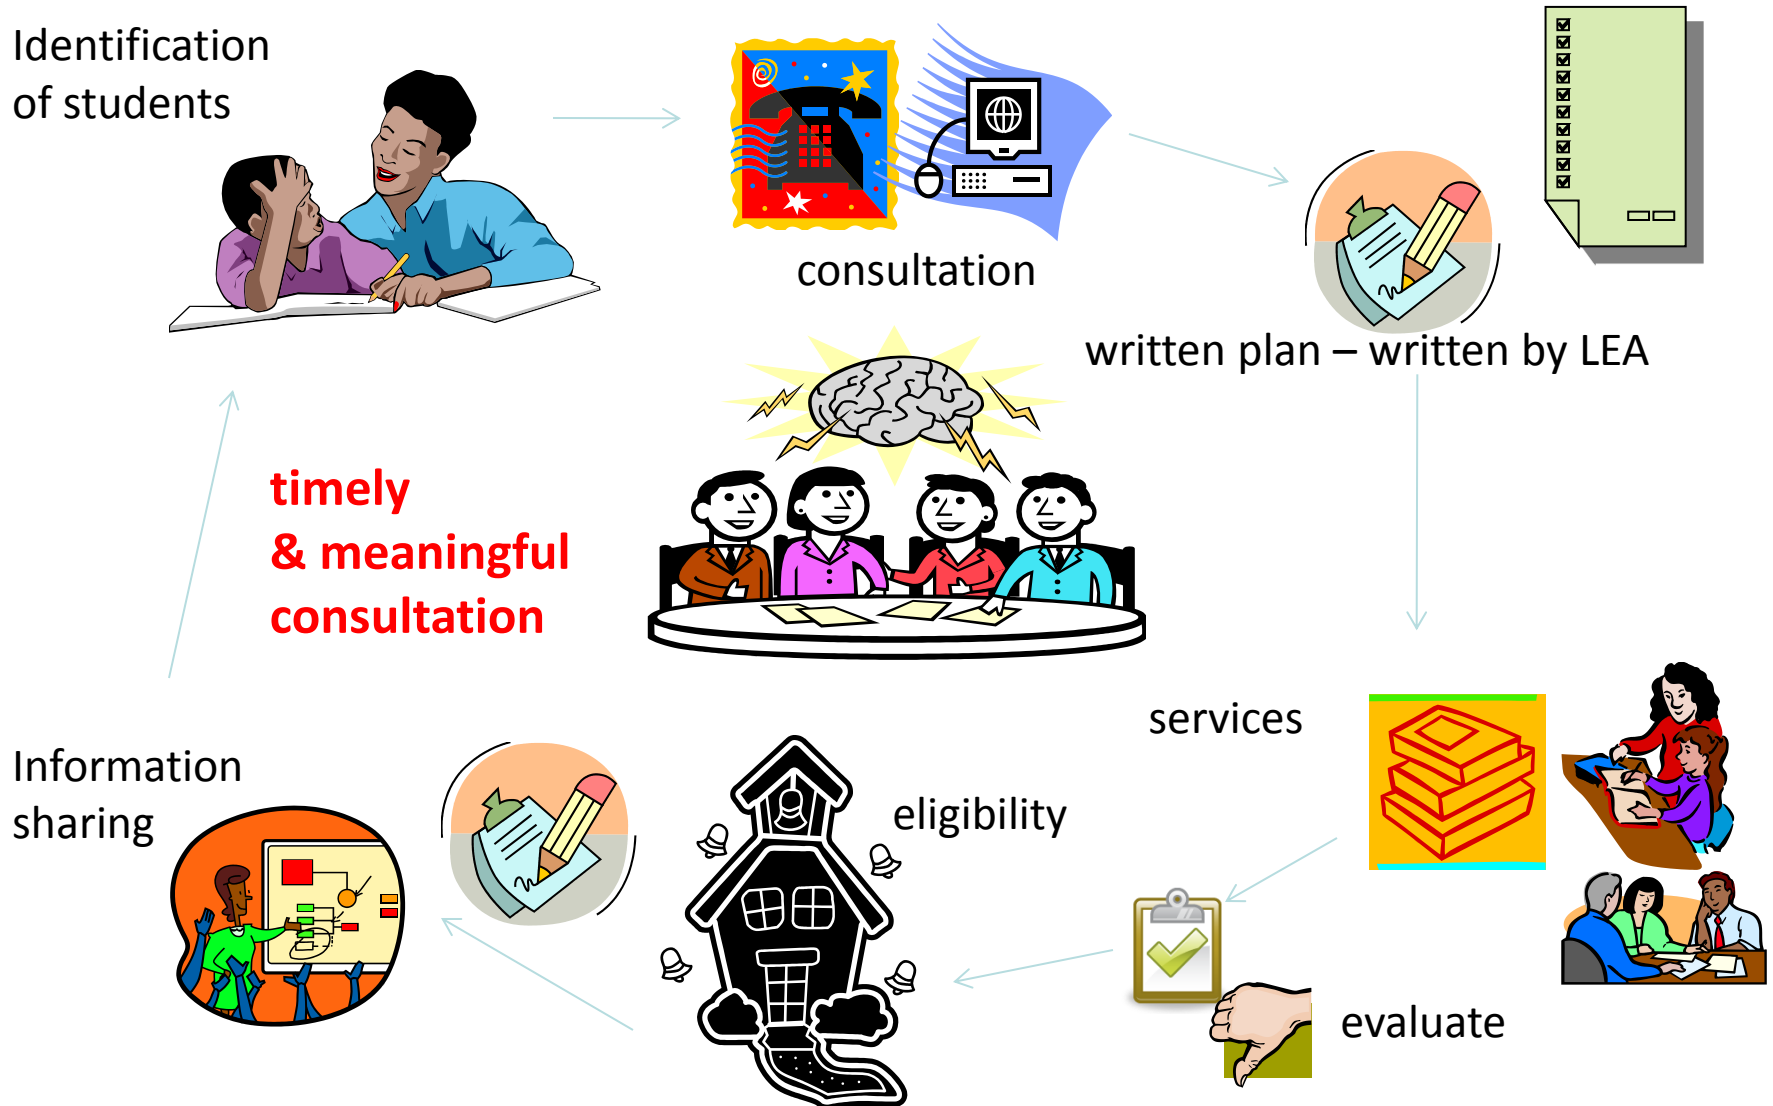 Identification
of students
consultation
written plan – written by LEA
timely
& meaningful
consultation
services
Information
sharing
eligibility
evaluate